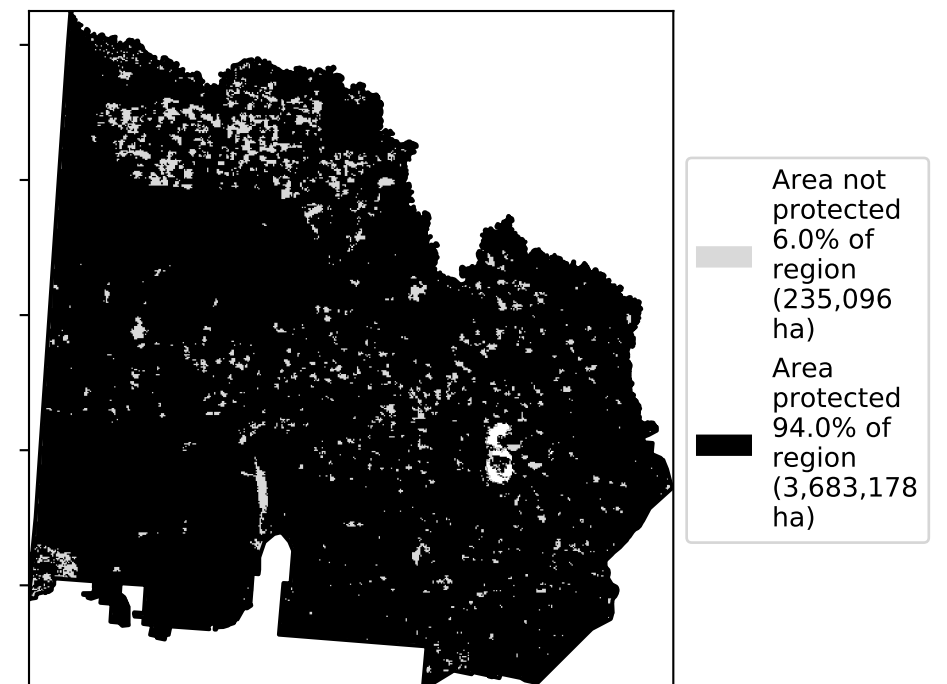 Area not
protected
6.0% of
region
(235,096
ha)
Area
protected
94.0% of
region
(3,683,178
ha)